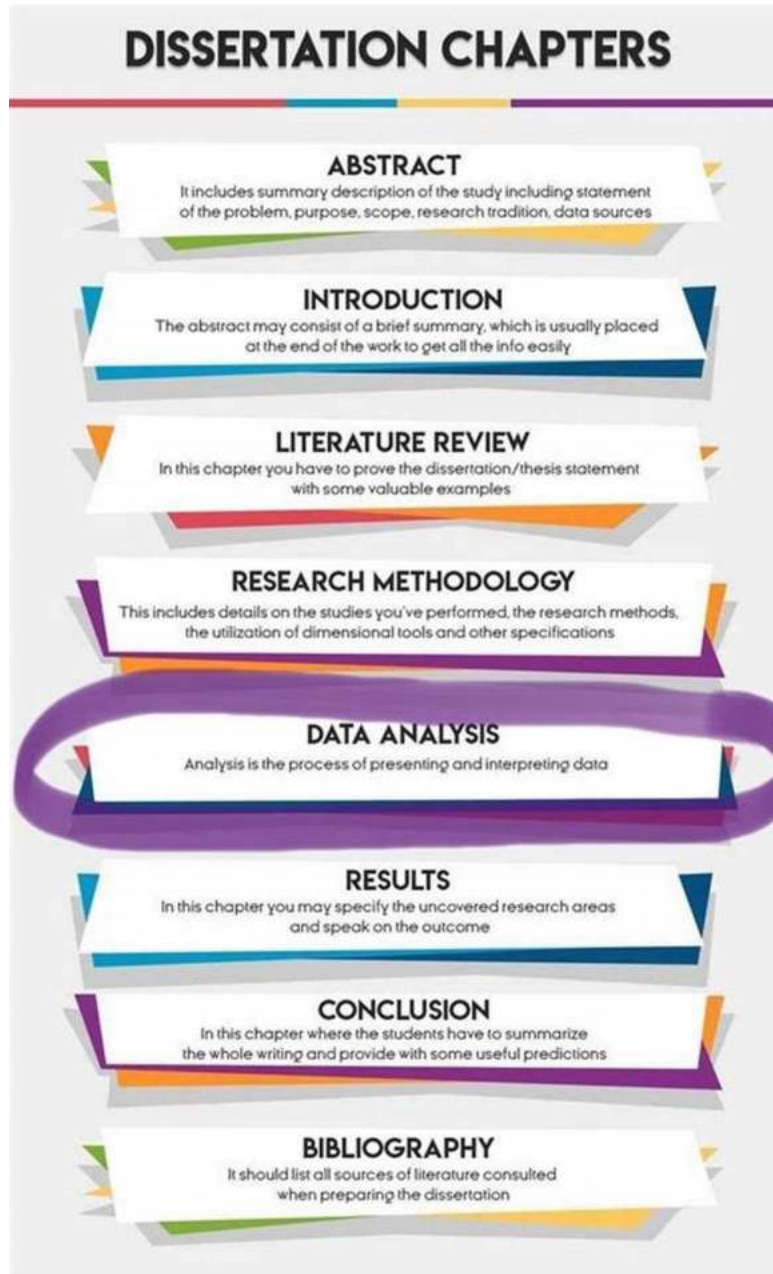 DISSERTATION CHAPTERS
ABSTRACT
It includes summary description of the study including statement
of the problem, purpose, scope, research tradition, data sources
INTRODUCTION
The abstract may consist of a brief summary, which is usually placed
at the end of the work to get all the info easily
LITERATURE REVIEW
In this chapter you have to prove the dissertation/thesis statement
with some valuable examples
RESEARCH METHODOLOGY
This includes details on the studies you've performed, the research methods,
the utilization of dimensional tools and other specifications
DATA ANALYSIS
Analysis is the process of presenting and interpreting data
RESULTS
In this chapter you may specify the uncovered research areas
and speak on the outcome
CONCLUSION
In this chapter where the students have to summarize
the whole writing and provide with some useful predictions
BIBLIOGRAPHY
It should list all sources of literature consulted
when preparing the dissertation